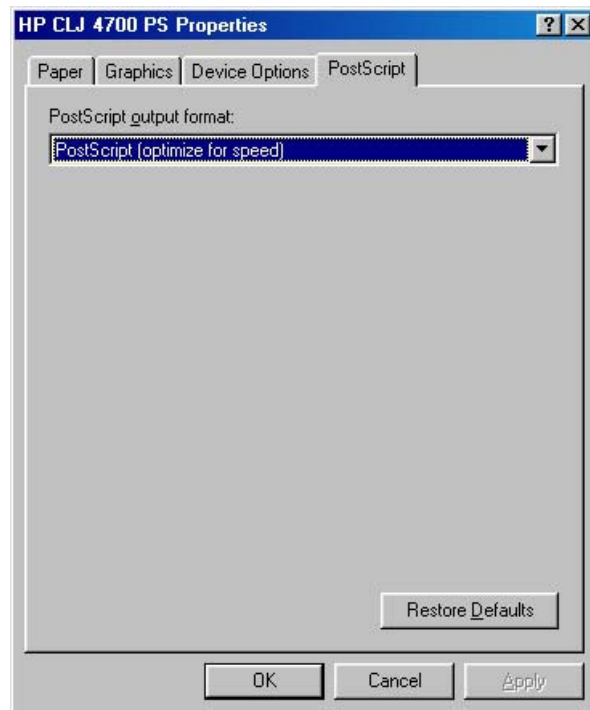 HP CLJ 4700 PS Properties
Paper Graphics Device Options PostScript
PostScript output format:
PostScript (optimize for speed)
Restore Defaults
OK Cancel Apply